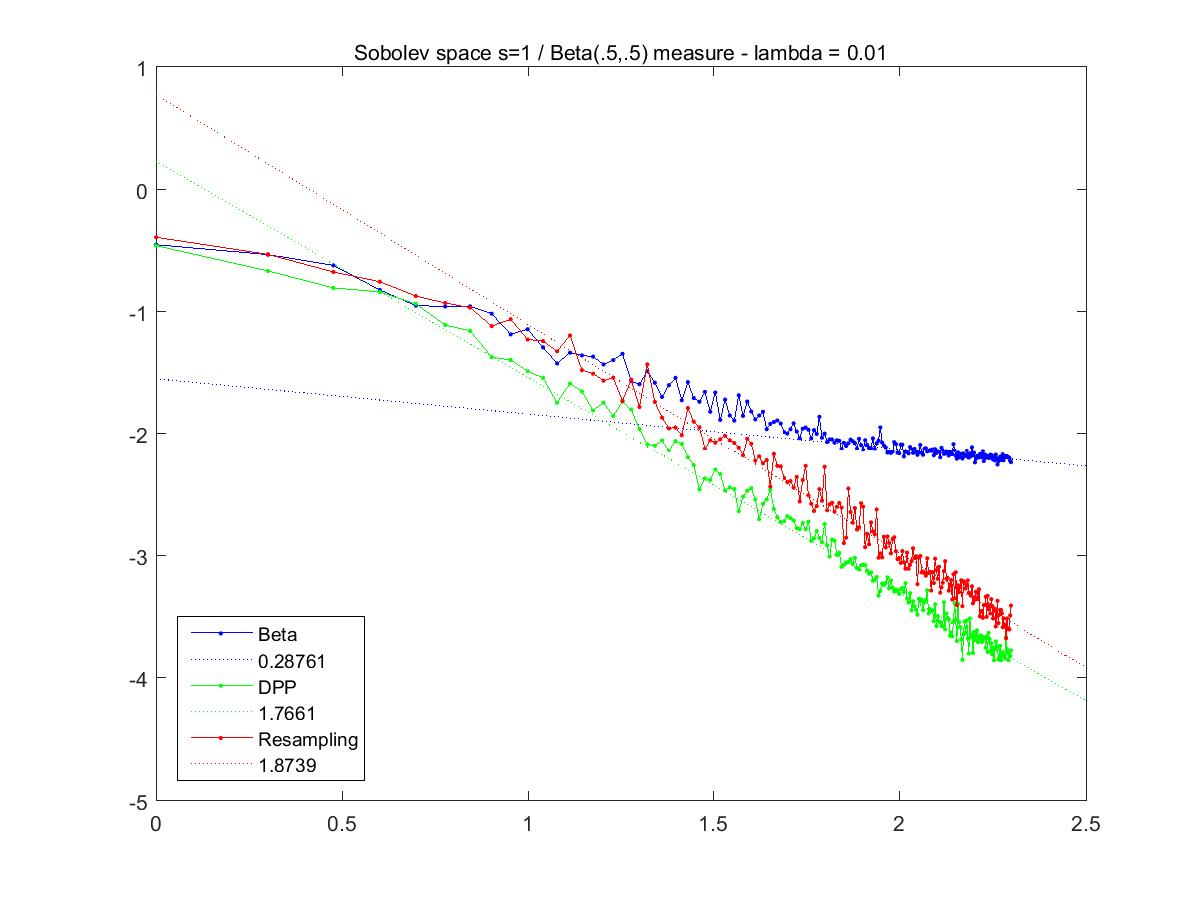 Sobolev space s=1 / Beta(.5,.5) measure - lambda = 0.01
1
0
-1
-2
-3
-4
-5
0 0.5 1 1.5 2 2.5
Beta
0.28761
DPP
1.7661
Resampling
1.8739